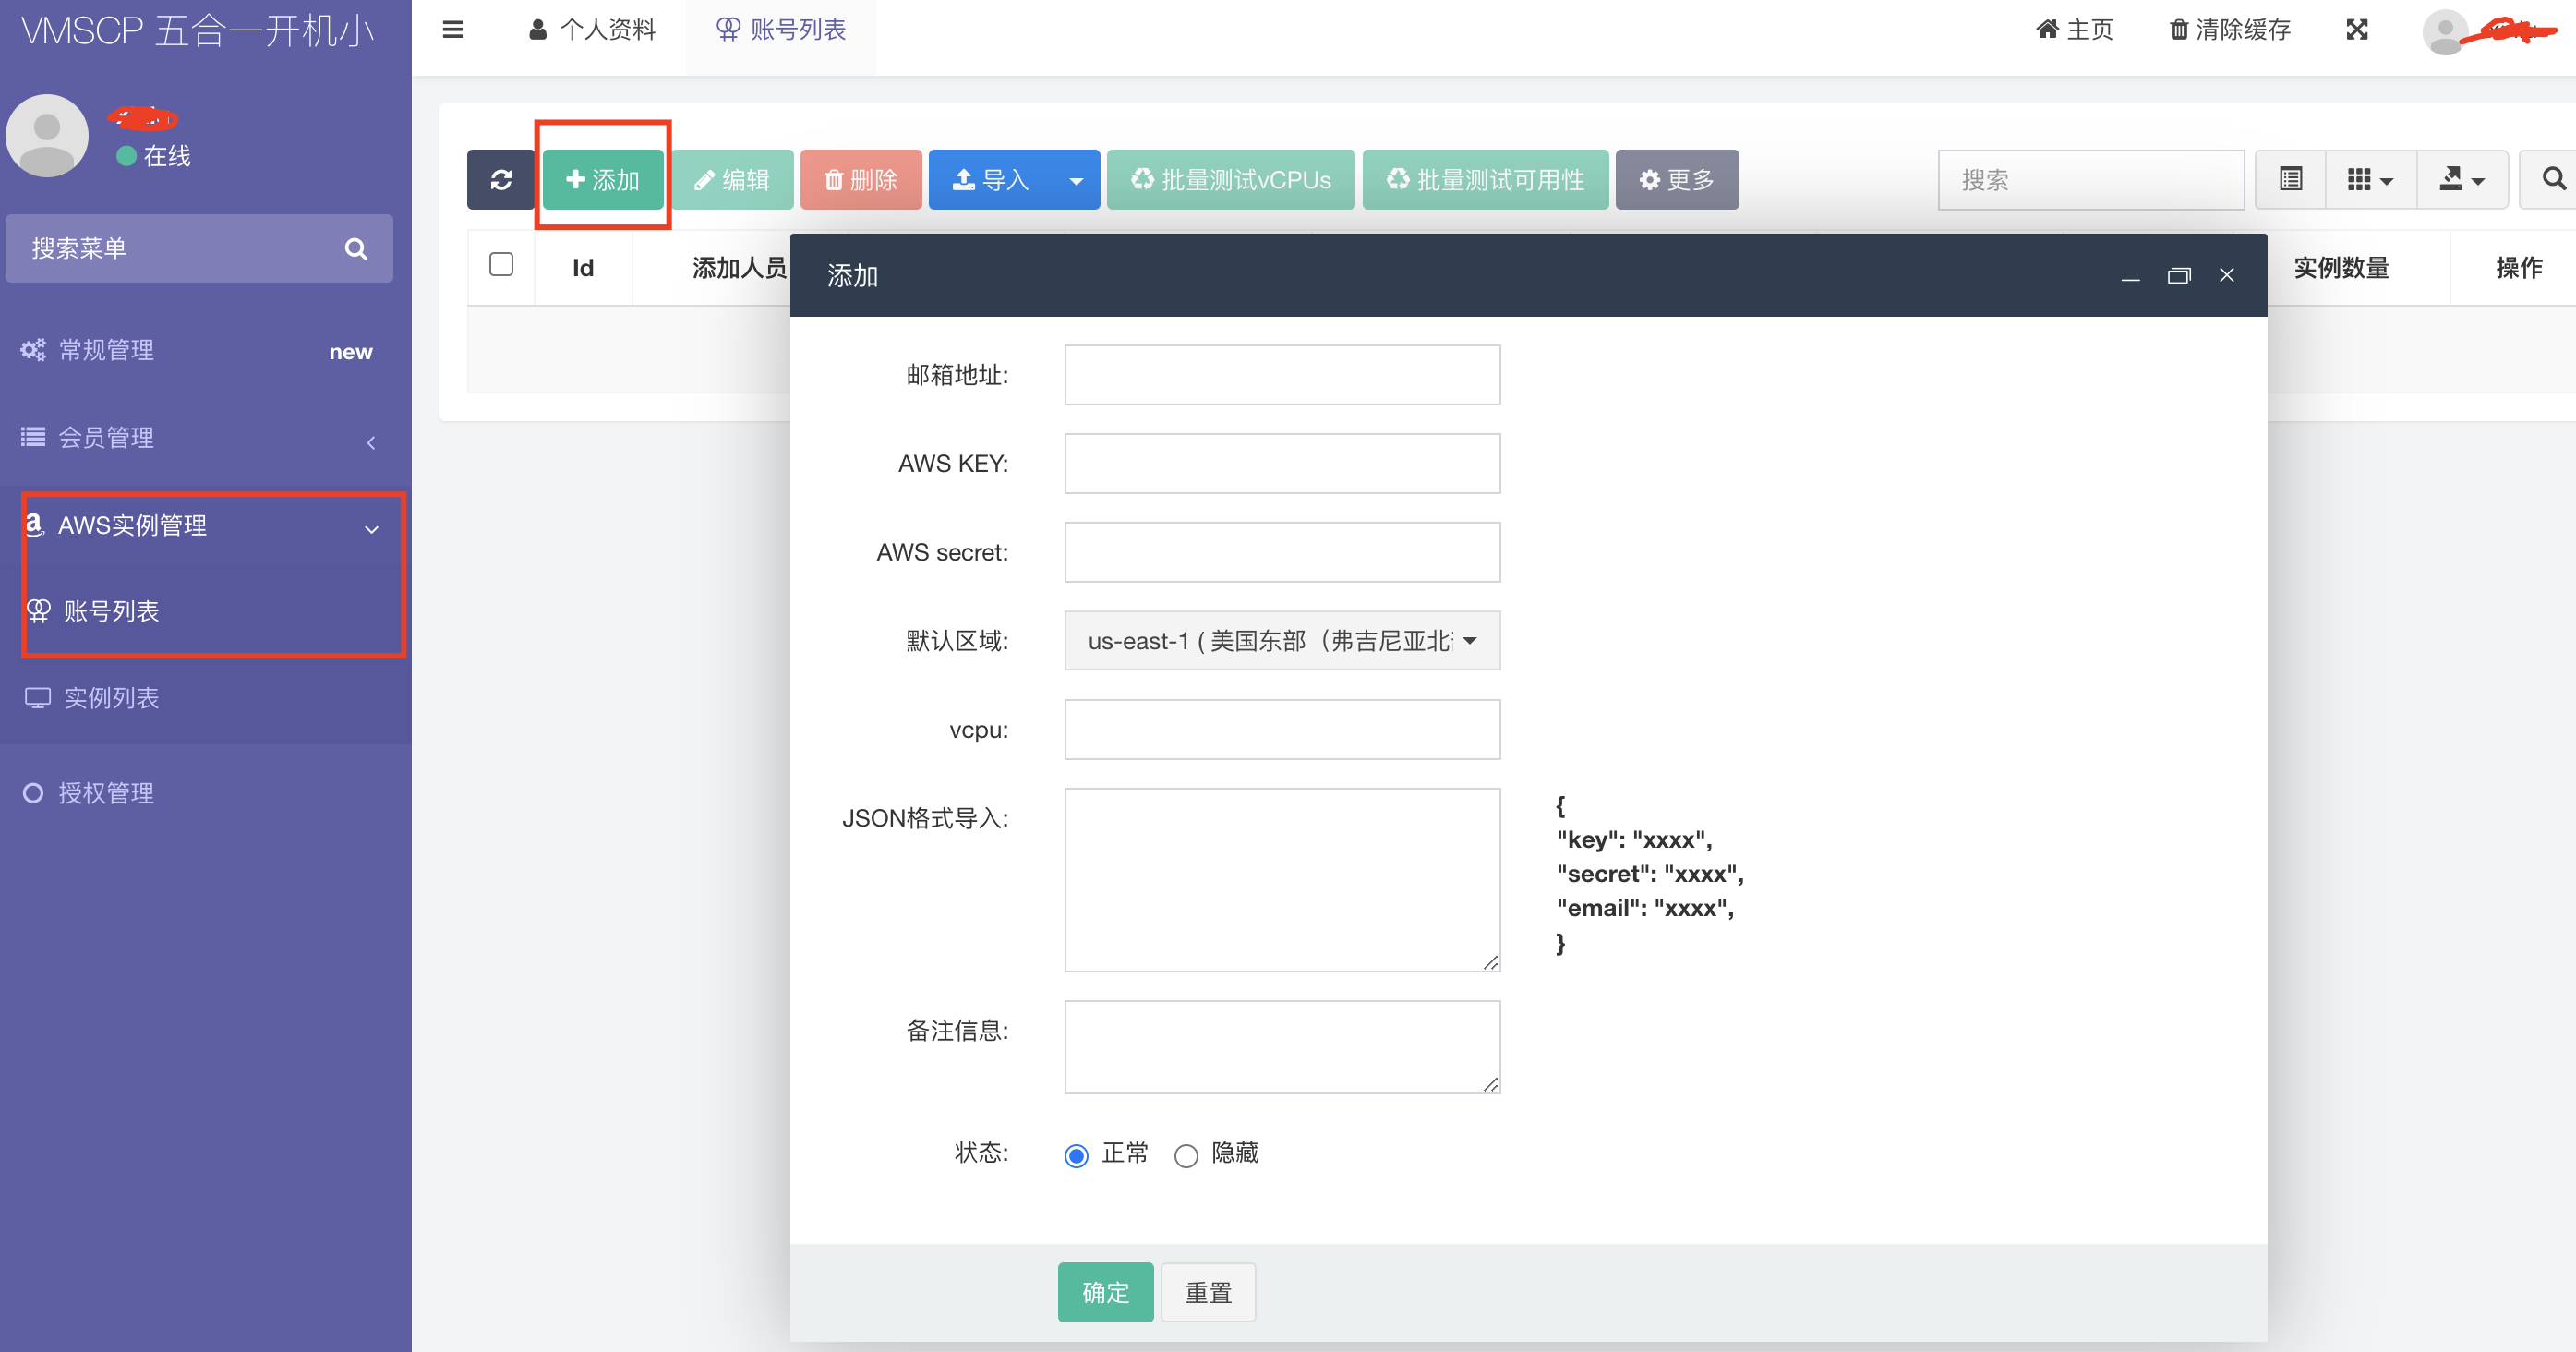 VMSCP 五合一开机小
个人资料
账号列表
主页
清除缓存
在线
搜索菜单
常规管理 new
会员管理
AWS实例管理
账号列表
实例列表
授权管理
添加
编辑
删除
导入
批量测试vCPUs
批量测试可用性
更多
搜索
Id
添加人员
实例数量
操作
添加
邮箱地址:
AWS KEY:
AWS secret:
默认区域: us-east-1 ( 美国东部（弗吉尼亚北
vcpu:
JSON格式导入:
{
"key": "xxxx",
"secret": "xxxx",
"email": "xxxx",
}
备注信息:
状态: 正常 隐藏
确定
重置